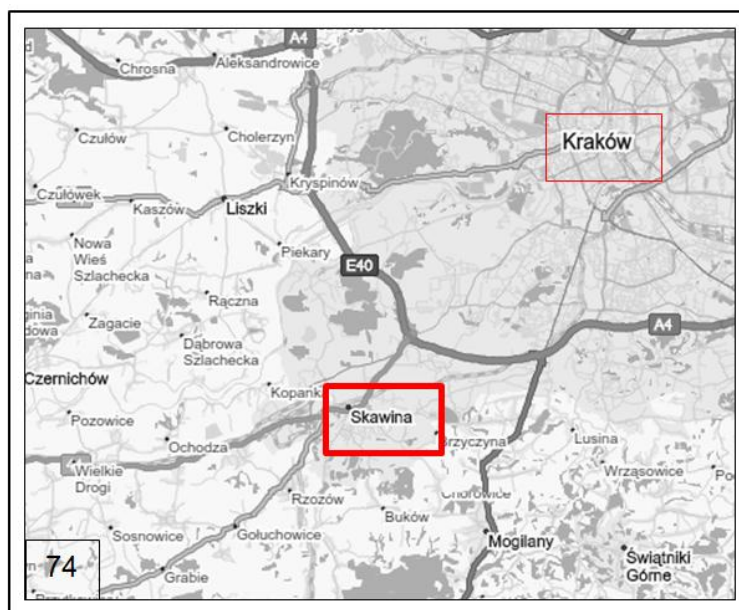 A4
Chrosna
Aleksandrowice
Czułów
Cholerzyn
Kraków
Kryspinów
Czułówek
Kaszów
Liszki
Nowa
Wieś
Szlachecka
Piekary
E40
Rączna
Zagacie
A4
Dąbrowa
Szlachecka
Czernichów
Kopanka
Skawina
Pozowice
Ochodza
Brzyczyna
Lusina
Wielkie
Drogi
Wrząsowice
Rzozów
Chorowice
Buków
Sosnowice
Gołuchowice
Mogilany
Świątniki
Górne
74
Grabie